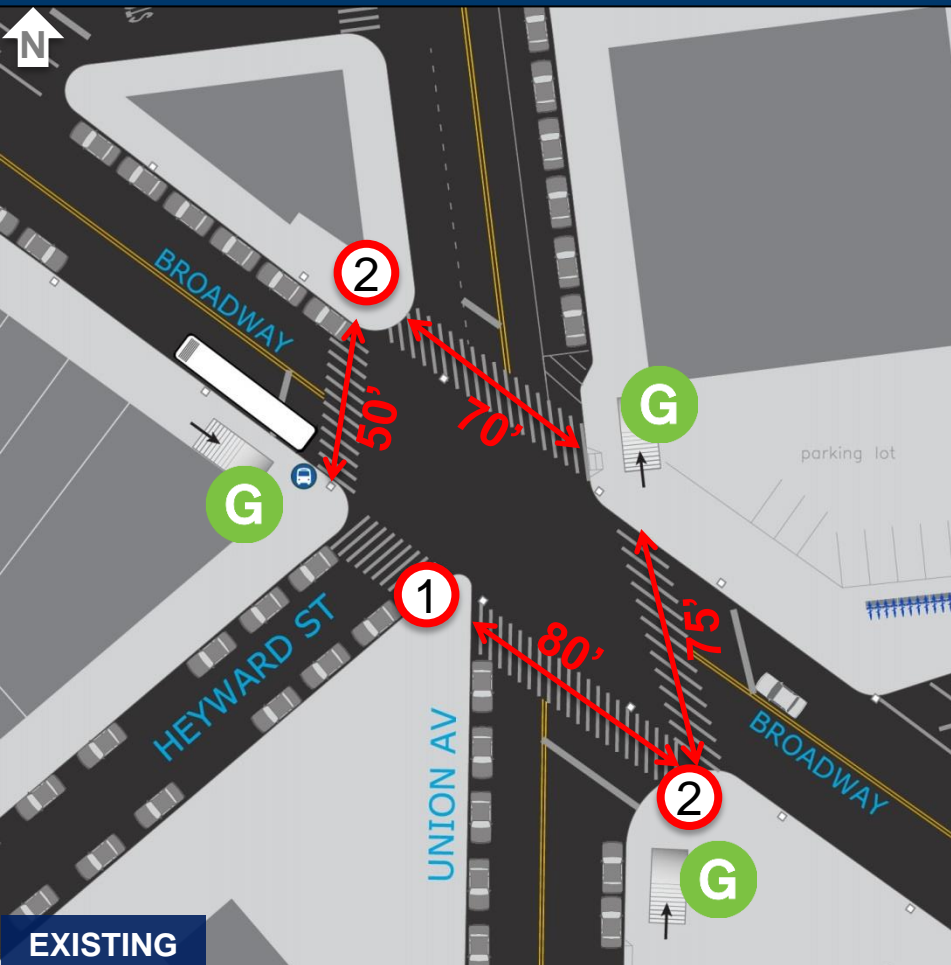 N
BROADWAY
2
50'
70'
G
parking lot
G
1
HEYWARD ST
80'
75'
UNION AV
BROADWAY
2
G
EXISTING